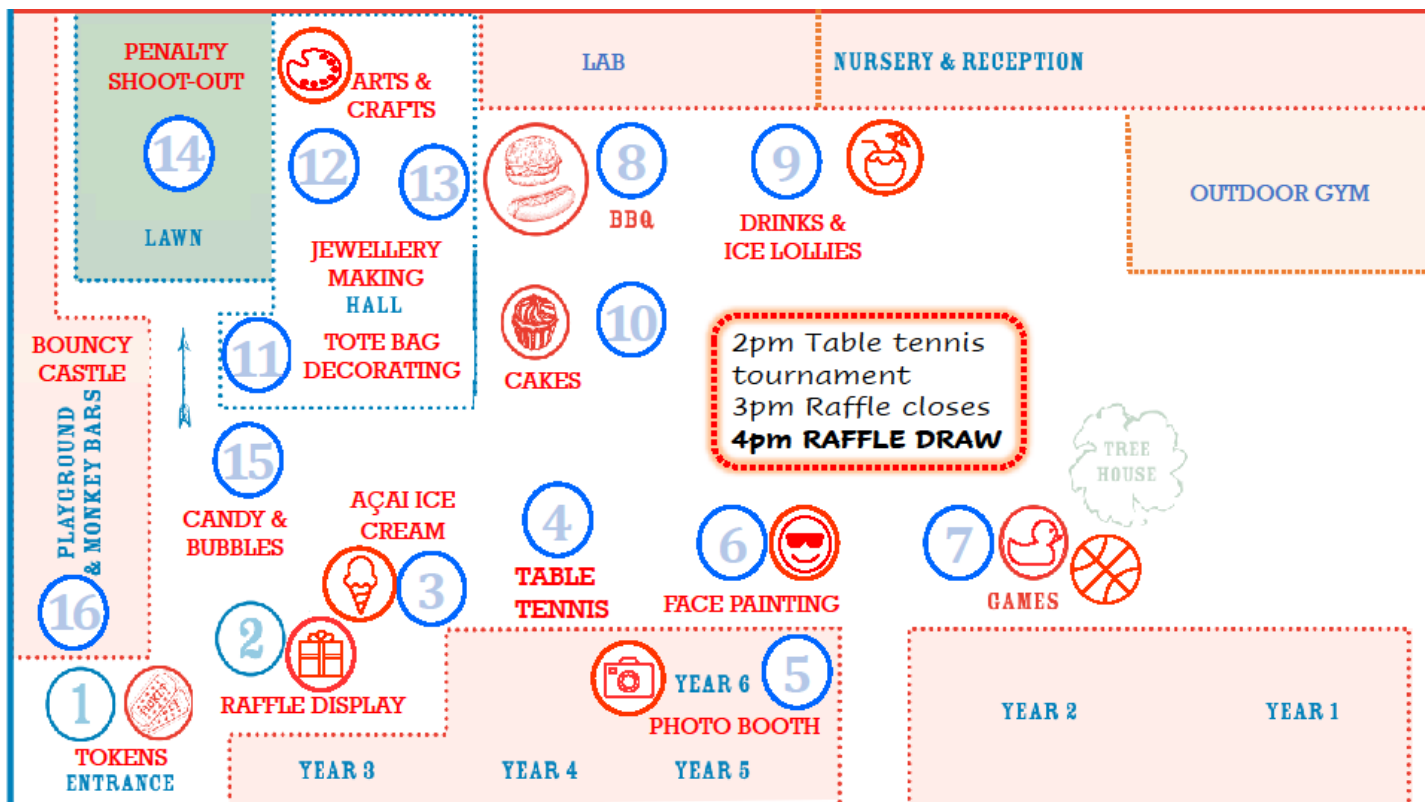 PENALTY
SHOOT-OUT
14
LAWN
ARTS &
CRAFTS
12
13
JEWELLERY
MAKING
HALL
11
TOTE BAG
DECORATING
LAB
NURSERY & RECEPTION
8
BBQ
9
DRINKS &
ICE LOLLIES
OUTDOOR GYM
10
CAKES
2pm Table tennis
tournament
3pm Raffle closes
4pm RAFFLE DRAW
TREE
HOUSE
BOUNCY
CASTLE
PLAYGROUND
& MONKEY BARS
16
15
CANDY &
BUBBLES
AÇAI ICE
CREAM
3
4
TABLE
TENNIS
6
FACE PAINTING
7
GAMES
2
RAFFLE DISPLAY
1
TOKENS
ENTRANCE
YEAR 6
5
PHOTO BOOTH
YEAR 3
YEAR 4
YEAR 5
YEAR 2
YEAR 1